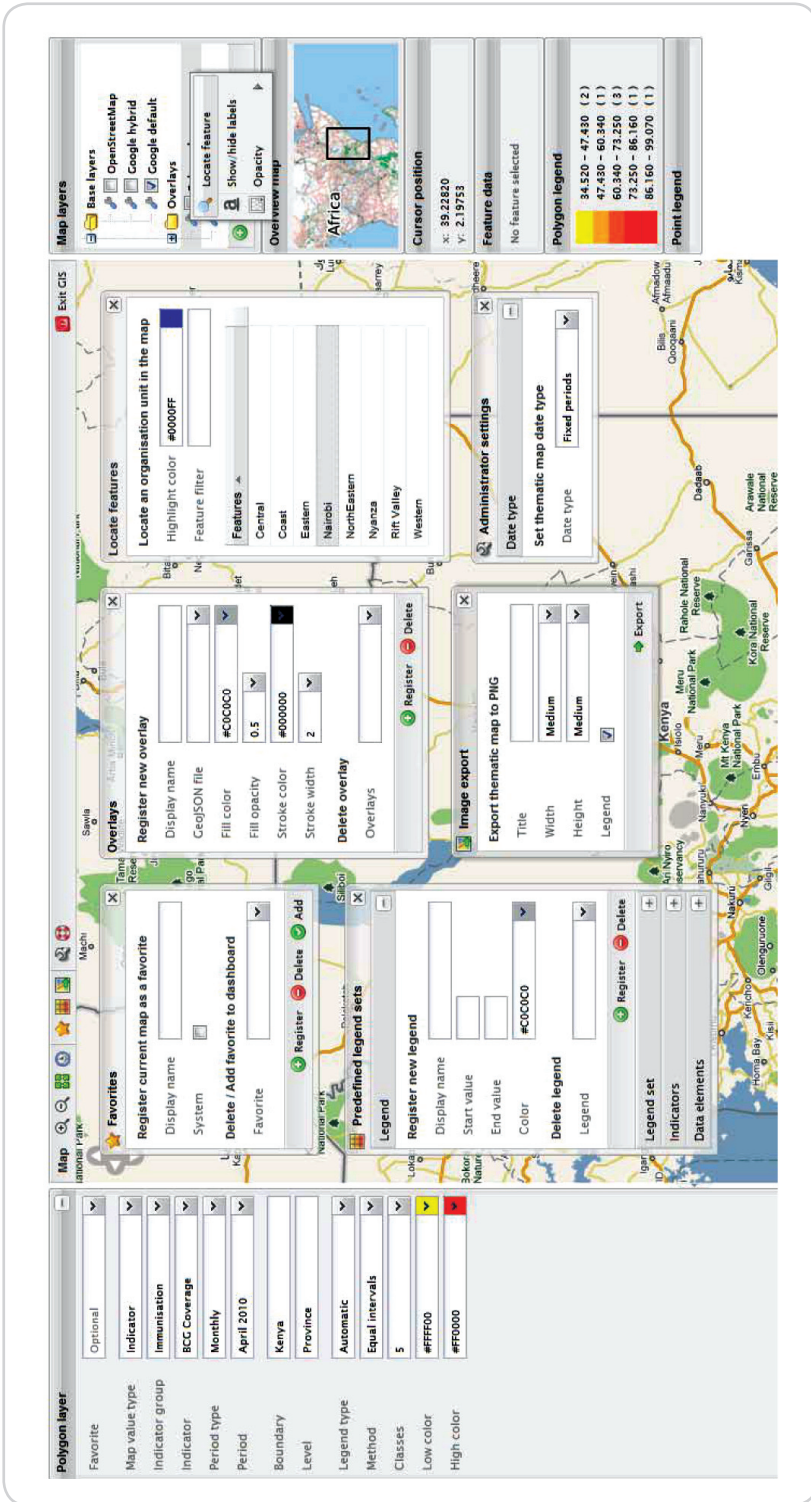 Polygon layer
Favorite Optional
Map value type Indicator
Indicator group Immunisation
Indicator BCG Coverage
Period type Monthly
Period April 2010
Boundary Kenya
Level Province
Legend type Automatic
Method Equal intervals
Classes 5
Low color #FFFF00
High color #FF0000
Map
Exit GIS
Favorites
Register current map as a favorite
Display name
System
Delete / Add favorite to dashboard
Favorite
Register Delete Add
Predefined legend sets
Legend
Register new legend
Display name
Start value
End value
Color #C0C0C0
Delete legend
Legend
Register Delete
Legend set
Indicators
Data elements
Overlays
Register new overlay
Display name
GeoJSON file
Fill color #C0C0C0
Fill opacity 0.5
Stroke color #000000
Stroke width 2
Delete overlay
Overlays
Register Delete
Image export
Export thematic map to PNG
Title
Width Medium
Height Medium
Legend
Export
Locate features
Locate an organisation unit in the map
Highlight color #0000FF
Feature filter
Features
Central
Coast
Eastern
Nairobi
NorthEastern
Nyanza
Rift Valley
Western
Administrator settings
Date type
Set thematic map date type
Date type Fixed periods
Machi
Sawla
National Park
Siliboi
Homa Bay
Kisii
Kericho
Olenguruone
Nakuru
Gilgil
Nyeri
Nanyuki
Embu
Mt Kenya
National Park
Meru
Isiolo
Kenya
Meru
National Park
Rahole National
Reserve
Kora National
Reserve
Garissa
Arawale
National
Reserve
Dadaab
Bilis
Qooqaani
Afmadow
Afmaadu
Map layers
Base layers
OpenStreetMap
Google hybrid
Google default
Overlays
Locate feature
Show/hide labels
Opacity
Overview map
Africa
Cursor position
x: 39.22820
y: 2.19753
Feature data
No feature selected
Polygon legend
34.520 - 47.430 (2)
47.430 - 60.340 (1)
60.340 - 73.250 (3)
73.250 - 86.160 (1)
86.160 - 99.070 (1)
Point legend